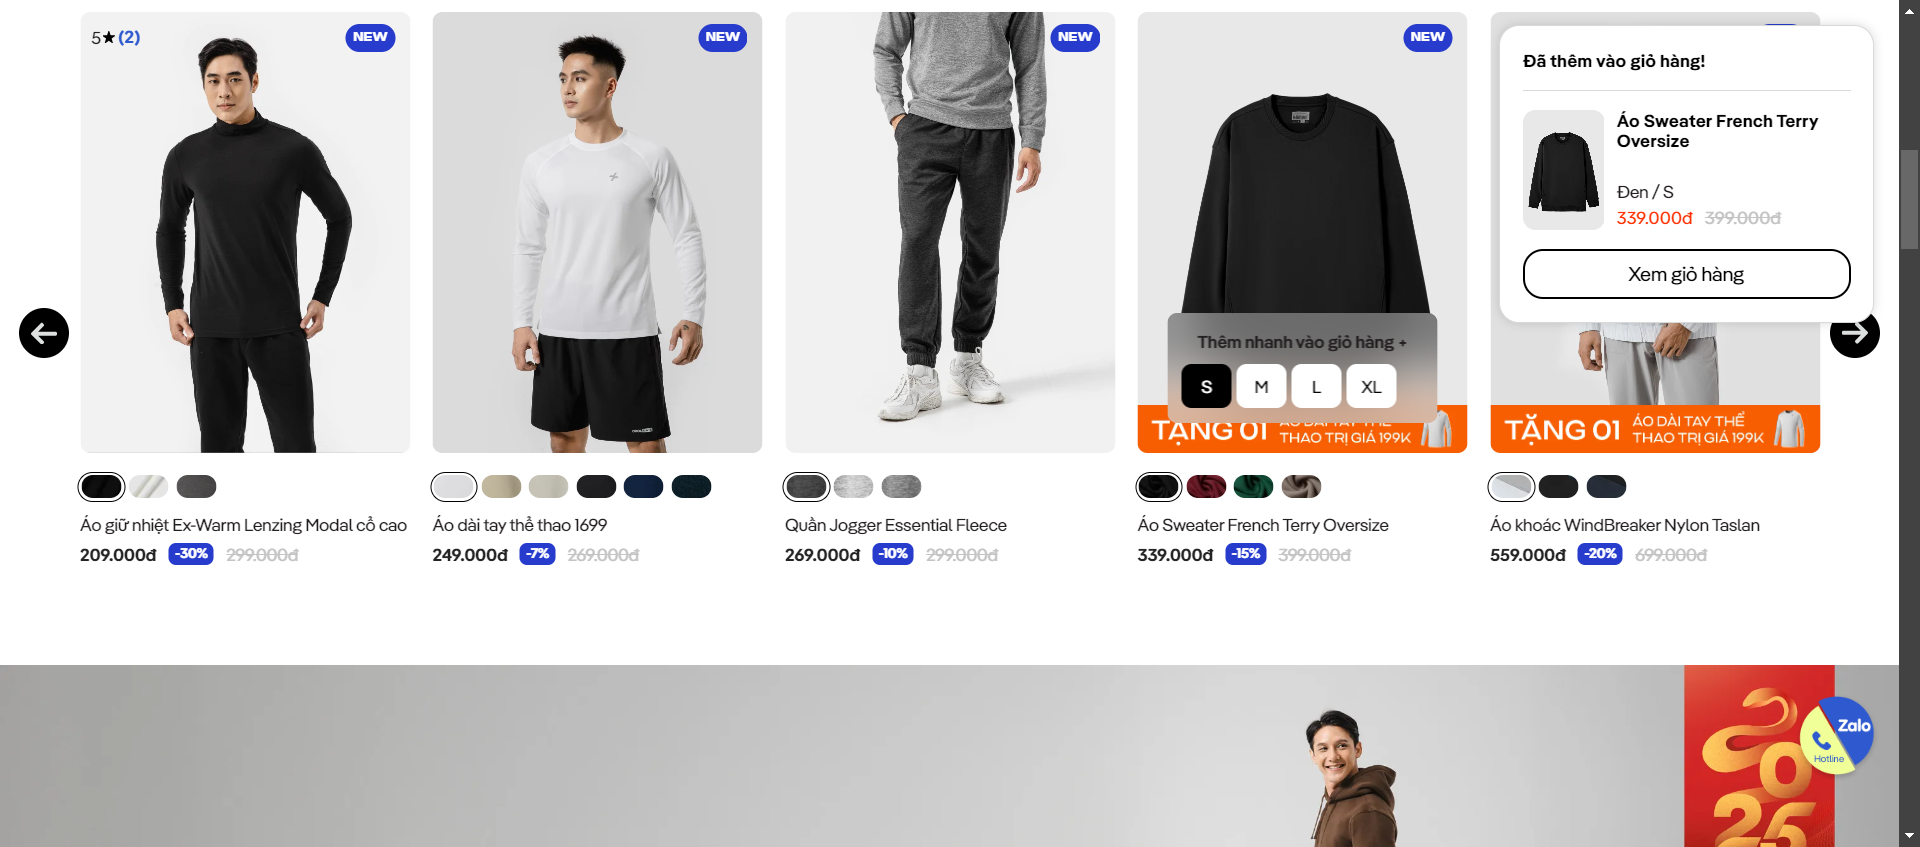 5★ (2)
NEW
NEW
NEW
NEW
Đã thêm vào giỏ hàng!
Áo Sweater French Terry
Oversize
Đen / S
339.000đ 399.000đ
Xem giỏ hàng
Thêm nhanh vào giỏ hàng +
S M L XL
TẶNG 01
ÁO DÀI TAY THỂ
THAO TRỊ GIÁ 199K
TẶNG 01
ÁO DÀI TAY THỂ
THAO TRỊ GIÁ 199K
Áo giữ nhiệt Ex-Warm Lenzing Modal cổ cao
209.000đ -30% 299.000đ
Áo dài tay thể thao 1699
249.000đ -7% 269.000đ
Quần Jogger Essential Fleece
269.000đ -10% 299.000đ
Áo Sweater French Terry Oversize
339.000đ -15% 399.000đ
Áo khoác WindBreaker Nylon Taslan
559.000đ -20% 699.000đ
Zalo
Hotline
2025